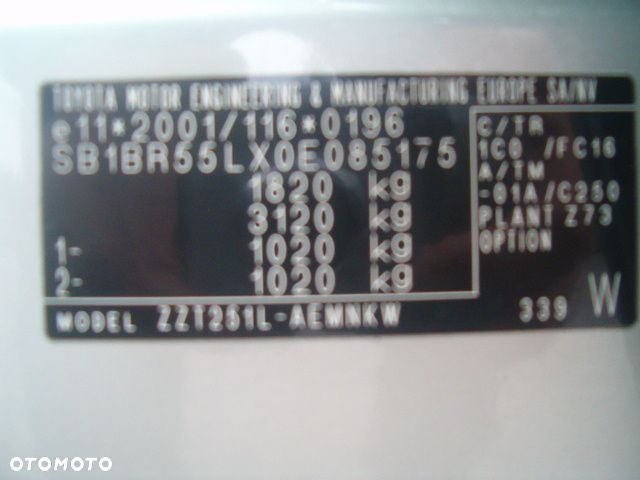 TOYOTA MOTOR ENGINEERING & MANUFACTURING EUROPE SA/NV
e11*2001/116*0196
SB1BR55LX0E085175
1820 kg
3120 kg
1- 1020 kg
2- 1020 kg
C/TR
1C0 /FC16
A/TM
-01A/C250
PLANT Z73
OPTION
MODEL ZZT251L-AEMNKW
339 W
OTOMOTO